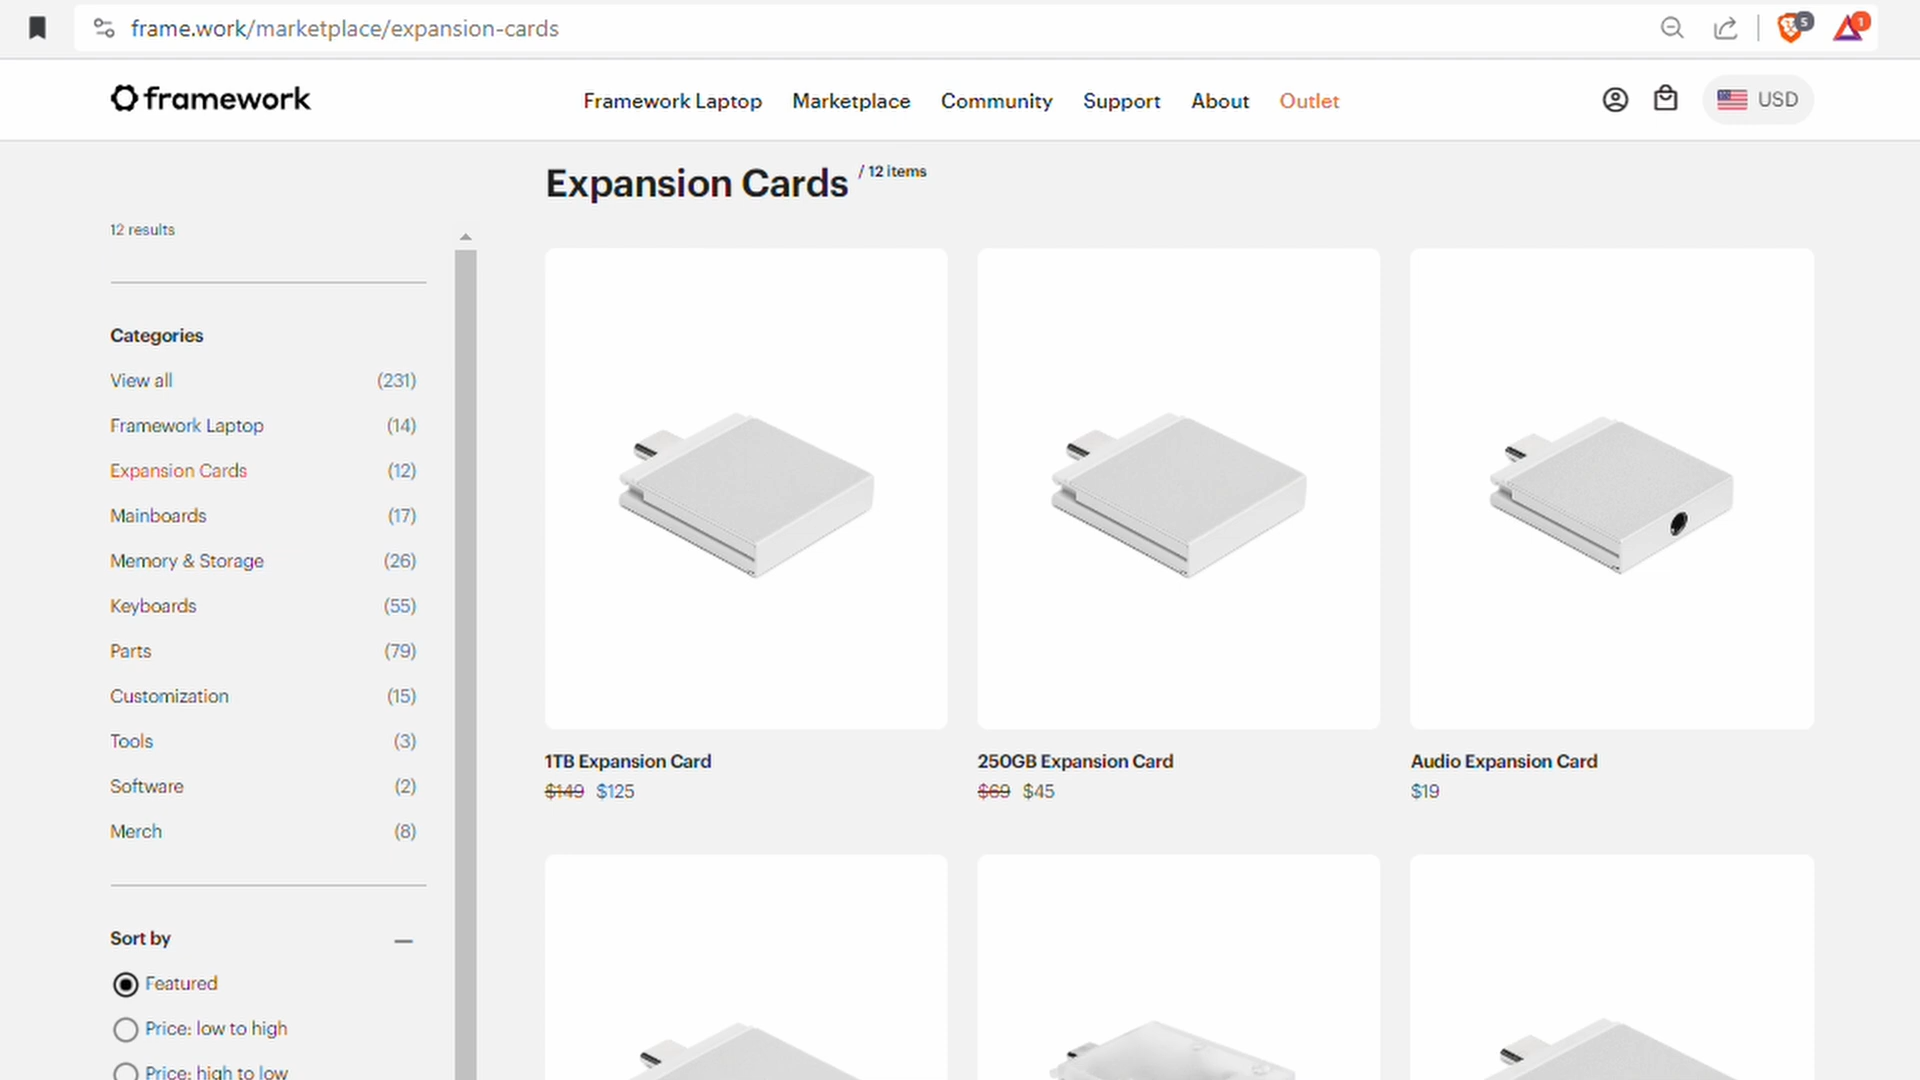 frame.work/marketplace/expansion-cards
5
1
framework
Framework Laptop
Marketplace
Community
Support
About
Outlet
USD
Expansion Cards / 12 items
12 results
Categories
View all (231)
Framework Laptop (14)
Expansion Cards (12)
Mainboards (17)
Memory & Storage (26)
Keyboards (55)
Parts (79)
Customization (15)
Tools (3)
Software (2)
Merch (8)
Sort by
Featured
Price: low to high
Price: high to low
1TB Expansion Card
$149 $125
250GB Expansion Card
$69 $45
Audio Expansion Card
$19